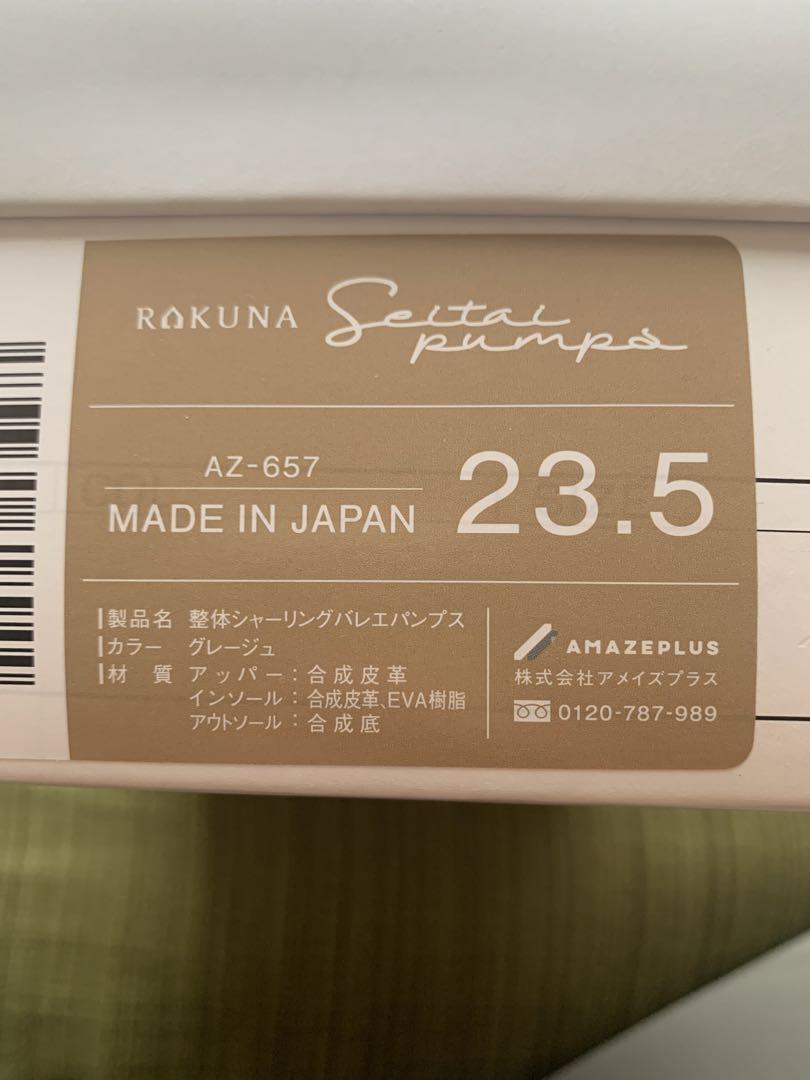 RAKUNA Seitai pumps
AZ-657
MADE IN JAPAN
23.5
製品名 整体シャーリングバレエパンプス
カラー グレージュ
材 質 アッパー：合成皮革
インソール：合成皮革、EVA樹脂
アウトソール：合成底
AMAZEPLUS
株式会社アメイズプラス
0120-787-989